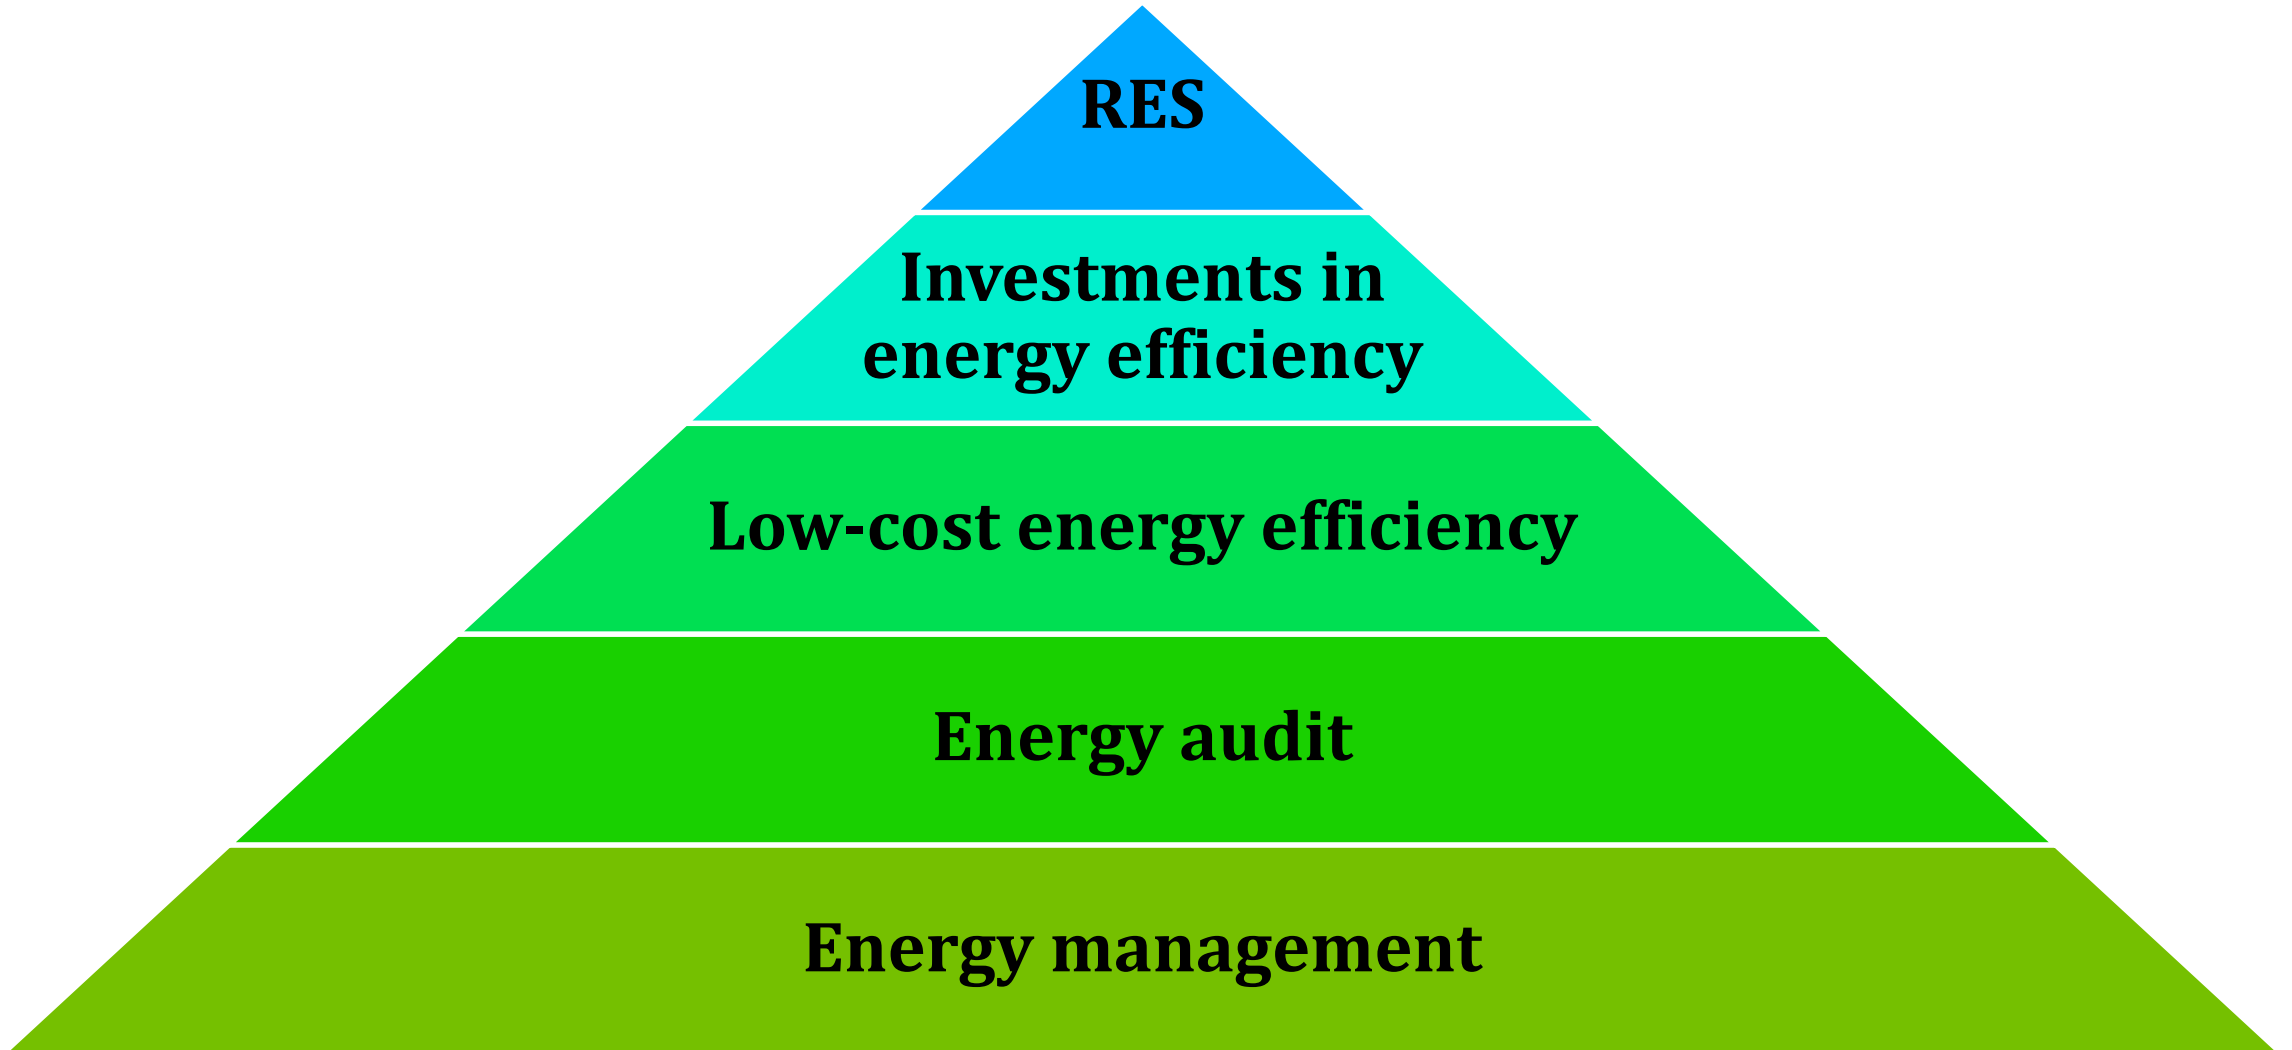 RES
Investments in
energy efficiency
Low-cost energy efficiency
Energy audit
Energy management